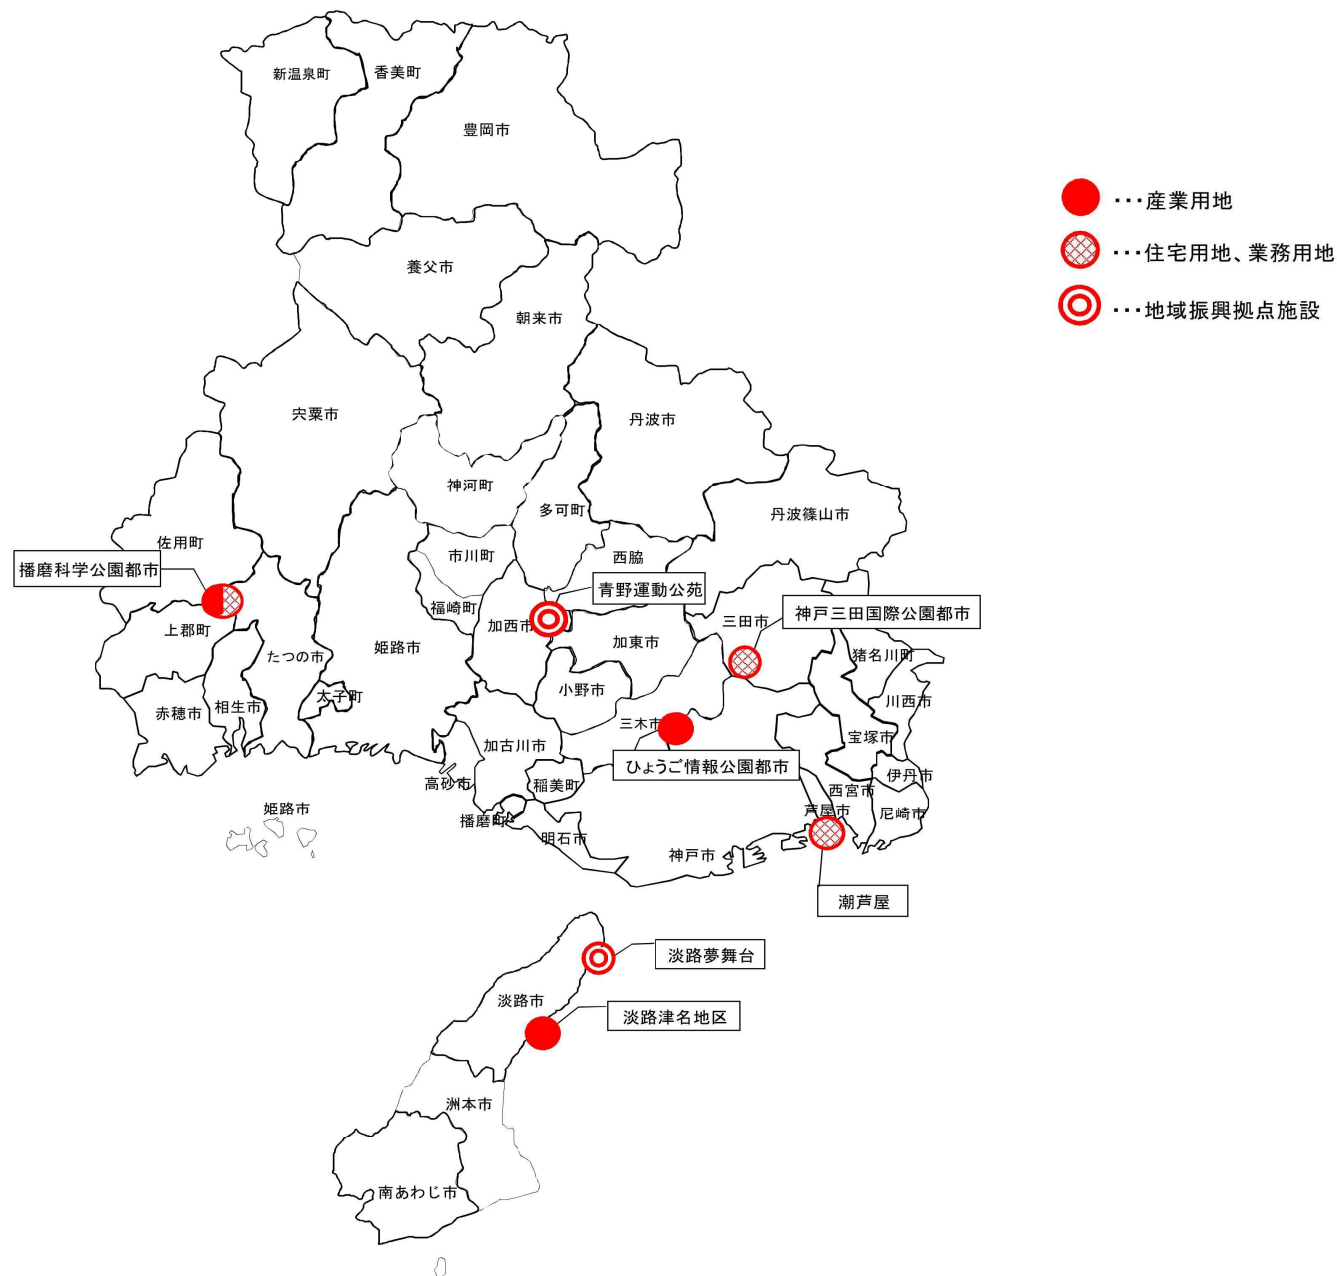 新温泉町
香美町
豊岡市
・・・産業用地
・・・住宅用地、業務用地
養父市
・・・地域振興拠点施設
朝来市
宍粟市
丹波市
神河町
多可町
丹波篠山市
佐用町
市川町
西脇
播磨科学公園都市
青野運動公苑
福崎町
神戸三田国際公園都市
加西市
三田市
上郡町
加東市
姫路市
たつの市
猪名川町
小野市
太子町
川西市
赤穂市
相生市
三木市
宝塚市
加古川市
ひょうご情報公園都市
伊丹市
高砂市
稲美町
西宮市
姫路市
芦屋市
尼崎市
播磨町
明石市
神戸市
潮芦屋
淡路夢舞台
淡路市
淡路津名地区
洲本市
南あわじ市